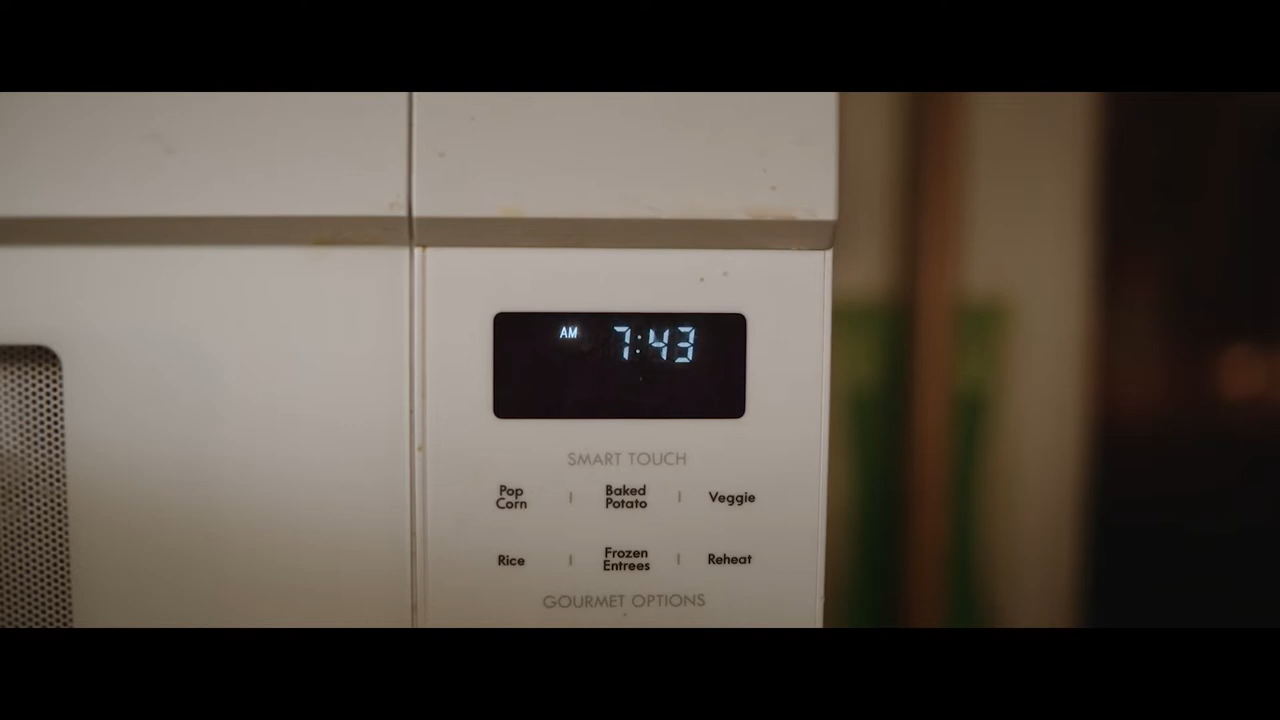 AM 7:43
SMART TOUCH
Pop Corn
Baked Potato
Veggie
Rice
Frozen Entrees
Reheat
GOURMET OPTIONS